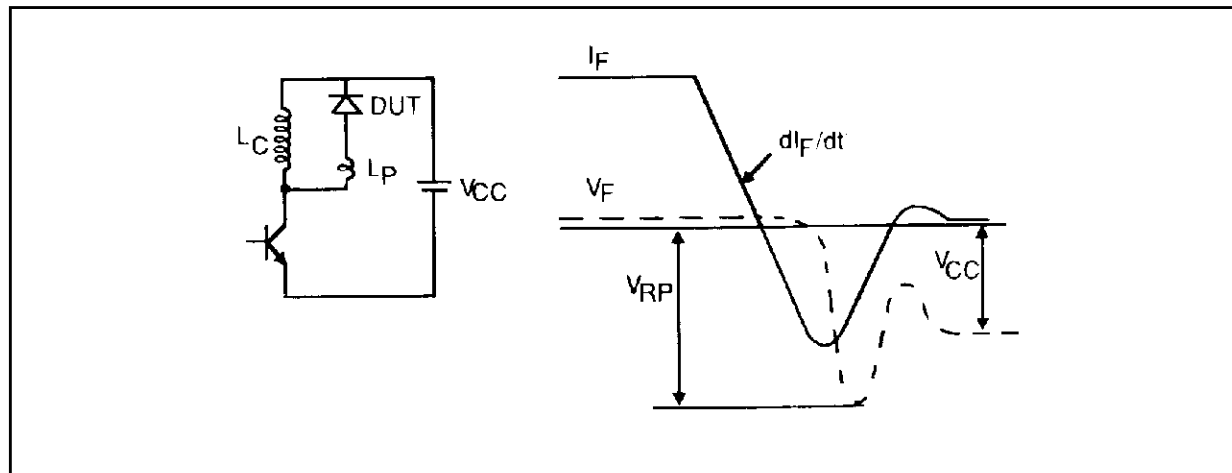 DUT
LC
LP
VCC
IF
dIF/dt
VF
VRP
VCC